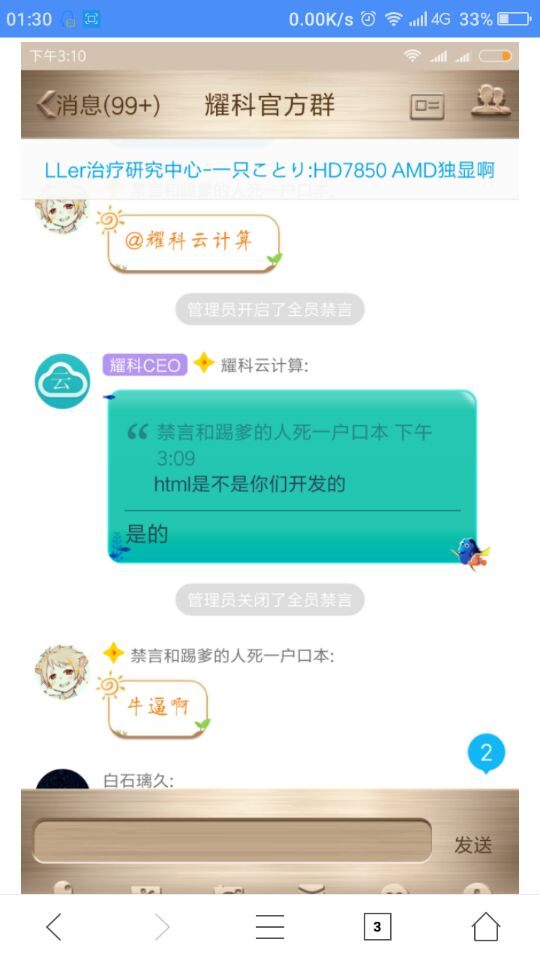 01:30 0.00K/s 4G 33%
下午3:10
消息(99+) 耀科官方群
LLer治疗研究中心-一只ことり:HD7850 AMD独显啊
禁言和踢爹的人死一户口本:
@耀科云计算
管理员开启了全员禁言
云 耀科CEO 耀科云计算:
禁言和踢爹的人死一户口本 下午
3:09
html是不是你们开发的
是的
管理员关闭了全员禁言
禁言和踢爹的人死一户口本:
牛逼啊
2
白石璃久:
发送
3